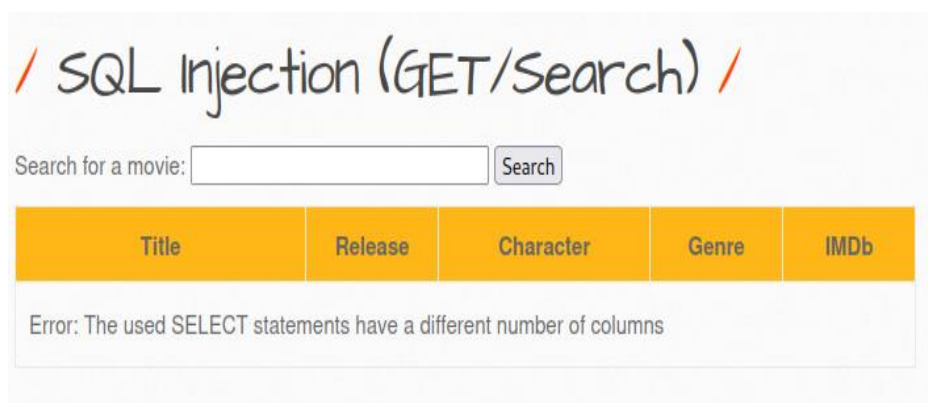 / SQL Injection (GET/Search) /
Search for a movie: Search
Title Release Character Genre IMDb
Error: The used SELECT statements have a different number of columns